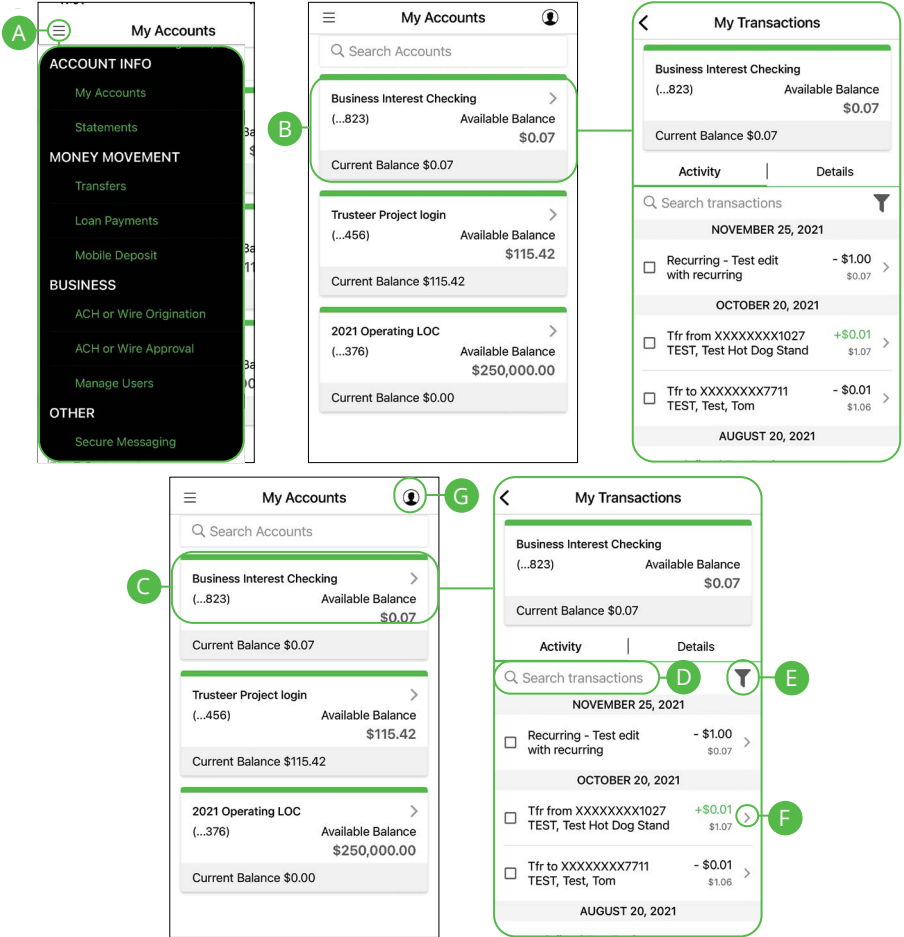 A
My Accounts
ACCOUNT INFO
My Accounts
Statements
MONEY MOVEMENT
Transfers
Loan Payments
Mobile Deposit
BUSINESS
ACH or Wire Origination
ACH or Wire Approval
Manage Users
OTHER
Secure Messaging
My Accounts
Search Accounts
B
Business Interest Checking
(...823) Available Balance
$0.07
Current Balance $0.07
Trusteer Project login
(...456) Available Balance
$115.42
Current Balance $115.42
2021 Operating LOC
(...376) Available Balance
$250,000.00
Current Balance $0.00
My Transactions
Business Interest Checking
(...823) Available Balance
$0.07
Current Balance $0.07
Activity Details
Search transactions
NOVEMBER 25, 2021
Recurring - Test edit - $1.00
with recurring $0.07
OCTOBER 20, 2021
Tfr from XXXXXXXX1027 +$0.01
TEST, Test Hot Dog Stand $1.07
Tfr to XXXXXXXX7711 - $0.01
TEST, Test, Tom $1.06
AUGUST 20, 2021
My Accounts
G
Search Accounts
C
Business Interest Checking
(...823) Available Balance
$0.07
Current Balance $0.07
Trusteer Project login
(...456) Available Balance
$115.42
Current Balance $115.42
2021 Operating LOC
(...376) Available Balance
$250,000.00
Current Balance $0.00
My Transactions
Business Interest Checking
(...823) Available Balance
$0.07
Current Balance $0.07
Activity Details
Search transactions D E
NOVEMBER 25, 2021
Recurring - Test edit - $1.00
with recurring $0.07
OCTOBER 20, 2021
Tfr from XXXXXXXX1027 +$0.01
TEST, Test Hot Dog Stand $1.07
F
Tfr to XXXXXXXX7711 - $0.01
TEST, Test, Tom $1.06
AUGUST 20, 2021